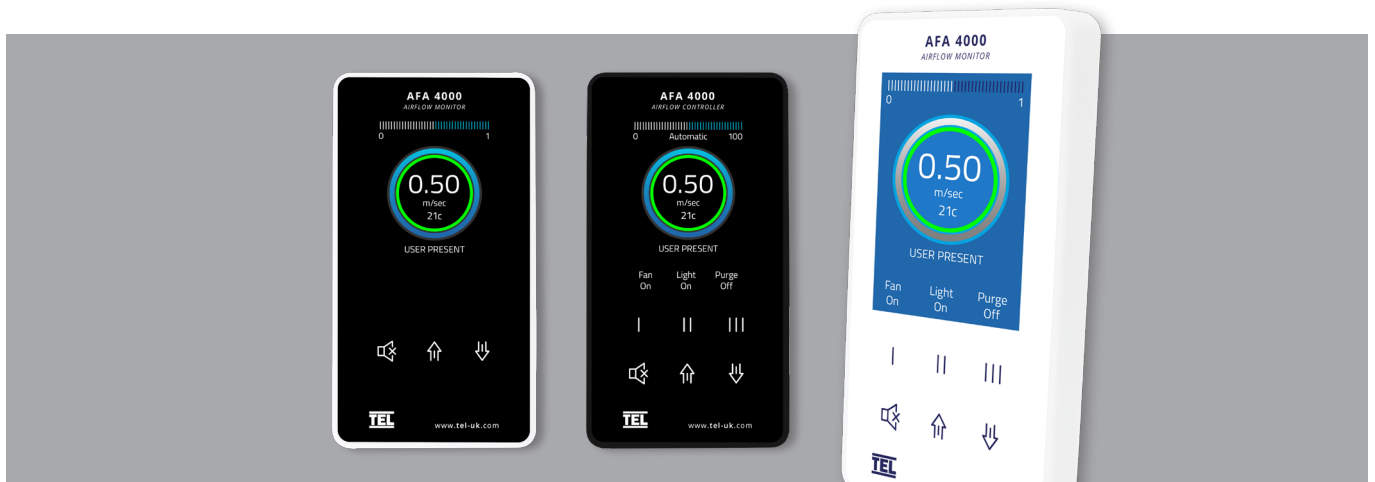 AFA 4000
AIRFLOW MONITOR
0 1
0.50
m/sec
21c
USER PRESENT
TEL
www.tel-uk.com
AFA 4000
AIRFLOW CONTROLLER
0 Automatic 100
0.50
m/sec
21c
USER PRESENT
Fan Light Purge
On On Off
I II III
TEL
www.tel-uk.com
AFA 4000
AIRFLOW MONITOR
0 1
0.50
m/sec
21c
USER PRESENT
Fan Light Purge
On On Off
I II III
TEL